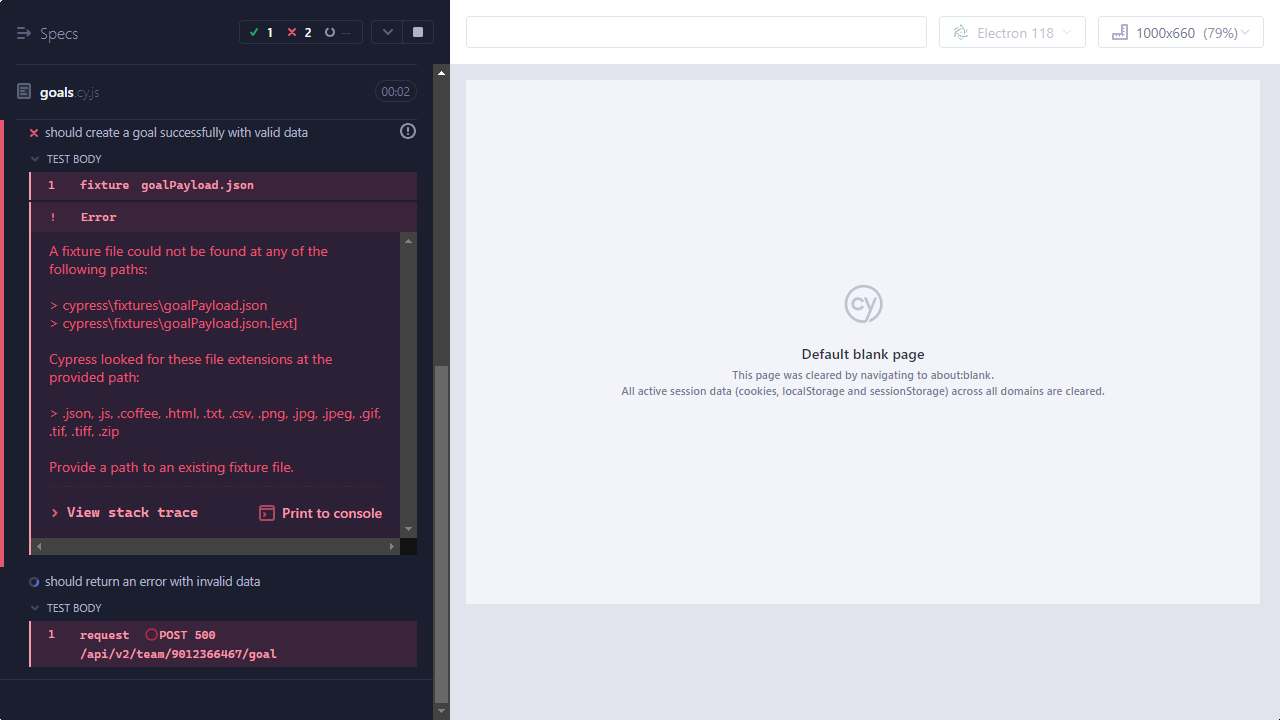 Specs
1
2
--
Electron 118
1000x660 (79%)
goals.cy.js
00:02
should create a goal successfully with valid data
TEST BODY
1 fixture goalPayload.json
! Error
A fixture file could not be found at any of the
following paths:
> cypress\fixtures\goalPayload.json
> cypress\fixtures\goalPayload.json.[ext]
Cypress looked for these file extensions at the
provided path:
> .json, .js, .coffee, .html, .txt, .csv, .png, .jpg, .jpeg, .gif,
.tif, .tiff, .zip
Provide a path to an existing fixture file.
View stack trace
Print to console
should return an error with invalid data
TEST BODY
1 request POST 500
/api/v2/team/9012366467/goal
cy
Default blank page
This page was cleared by navigating to about:blank.
All active session data (cookies, localStorage and sessionStorage) across all domains are cleared.